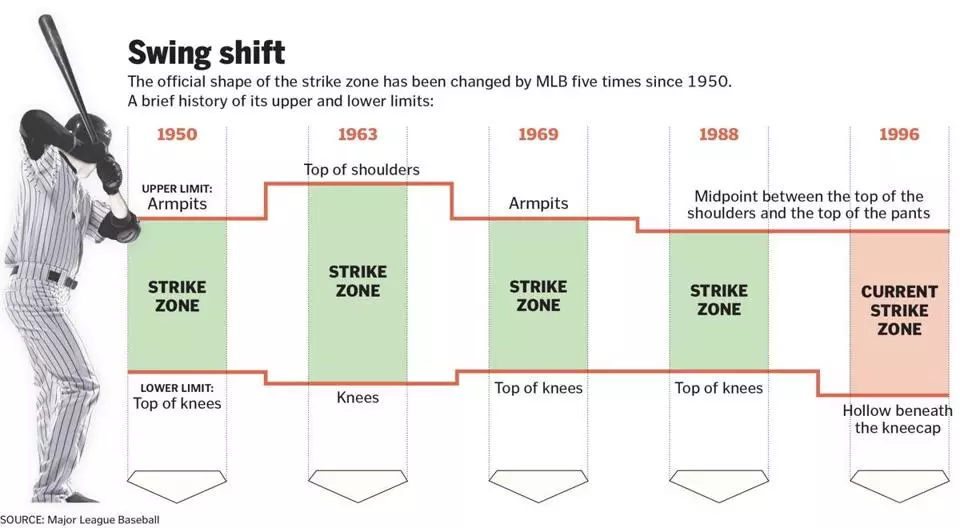 Swing shift
The official shape of the strike zone has been changed by MLB five times since 1950.
A brief history of its upper and lower limits:
1950
1963
1969
1988
1996
UPPER LIMIT:
Armpits
Top of shoulders
Armpits
Midpoint between the top of the
shoulders and the top of the pants
STRIKE
ZONE
STRIKE
ZONE
STRIKE
ZONE
STRIKE
ZONE
CURRENT
STRIKE
ZONE
LOWER LIMIT:
Top of knees
Knees
Top of knees
Top of knees
Hollow beneath
the kneecap
SOURCE: Major League Baseball